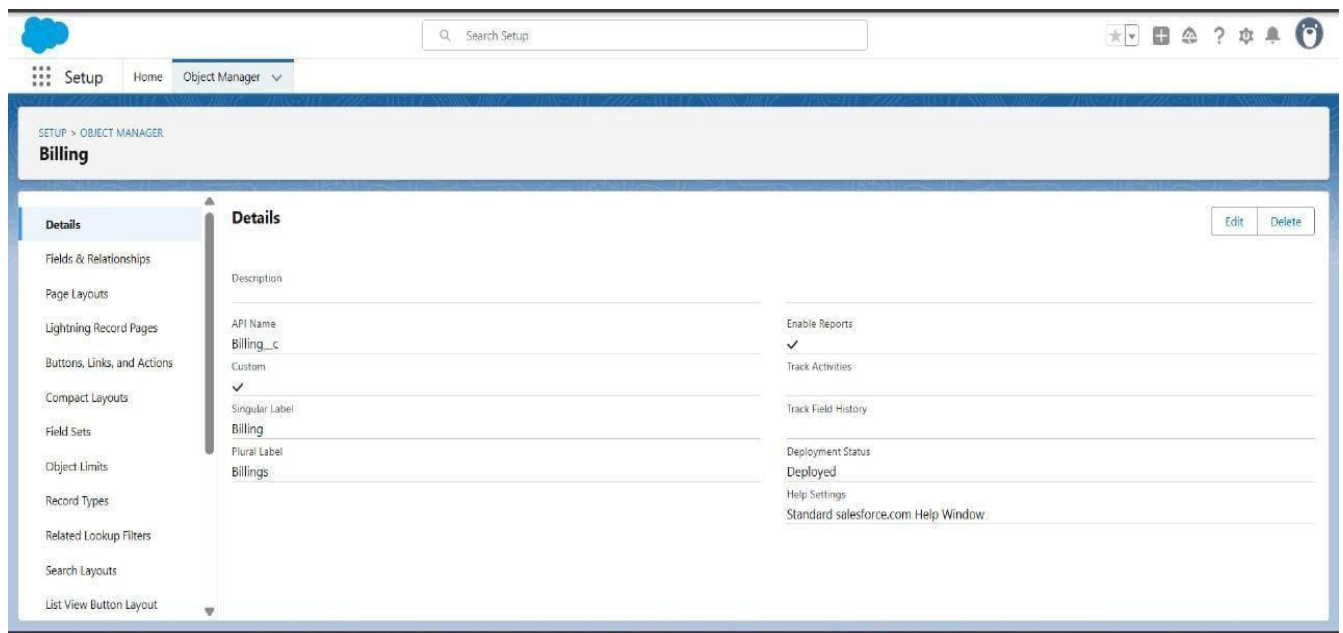 Search Setup
Setup
Home
Object Manager
SETUP > OBJECT MANAGER
Billing
Details
Fields & Relationships
Page Layouts
Lightning Record Pages
Buttons, Links, and Actions
Compact Layouts
Field Sets
Object Limits
Record Types
Related Lookup Filters
Search Layouts
List View Button Layout
Details
Edit
Delete
Description
API Name
Billing__c
Custom
Singular Label
Billing
Plural Label
Billings
Enable Reports
Track Activities
Track Field History
Deployment Status
Deployed
Help Settings
Standard salesforce.com Help Window